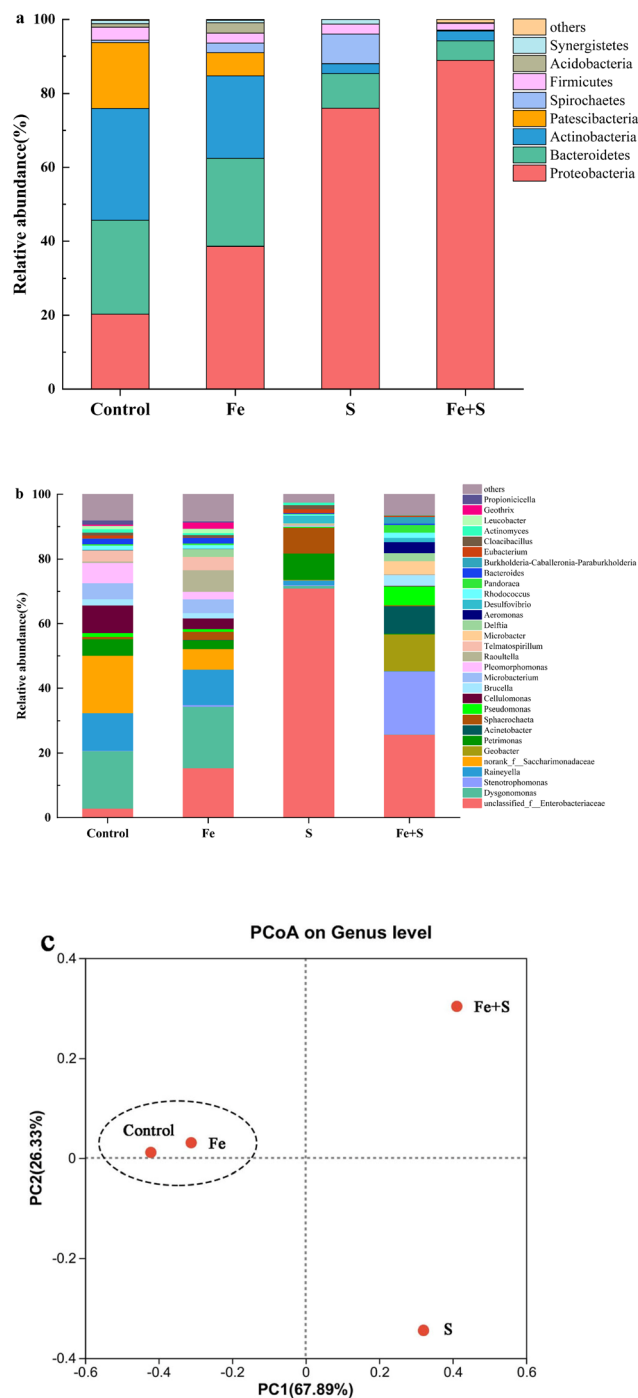 a
Relative abundance(%)
100
80
60
40
20
0
Control
Fe
S
Fe+S
others
Synergistetes
Acidobacteria
Firmicutes
Spirochaetes
Patescibacteria
Actinobacteria
Bacteroidetes
Proteobacteria
b
Relative abundance(%)
100
80
60
40
20
0
Control
Fe
S
Fe+S
others
Propionicicella
Geothrix
Leucobacter
Actinomyces
Cloacibacillus
Eubacterium
Burkholderia-Caballeronia-Paraburkholderia
Bacteroides
Pandoraea
Rhodococcus
Desulfovibrio
Aeromonas
Delftia
Microbacter
Telmatospirillum
Raoultella
Pleomorphomonas
Microbacterium
Brucella
Cellulomonas
Pseudomonas
Sphaerochaeta
Acinetobacter
Petrimonas
Geobacter
norank_f__Saccharimonadaceae
Raineyella
Stenotrophomonas
Dysgonomonas
unclassified_f__Enterobacteriaceae
c
PCoA on Genus level
PC2(26.33%)
0.4
0.2
0
-0.2
-0.4
Fe+S
Control
Fe
S
-0.6
-0.4
-0.2
0
0.2
0.4
0.6
PC1(67.89%)